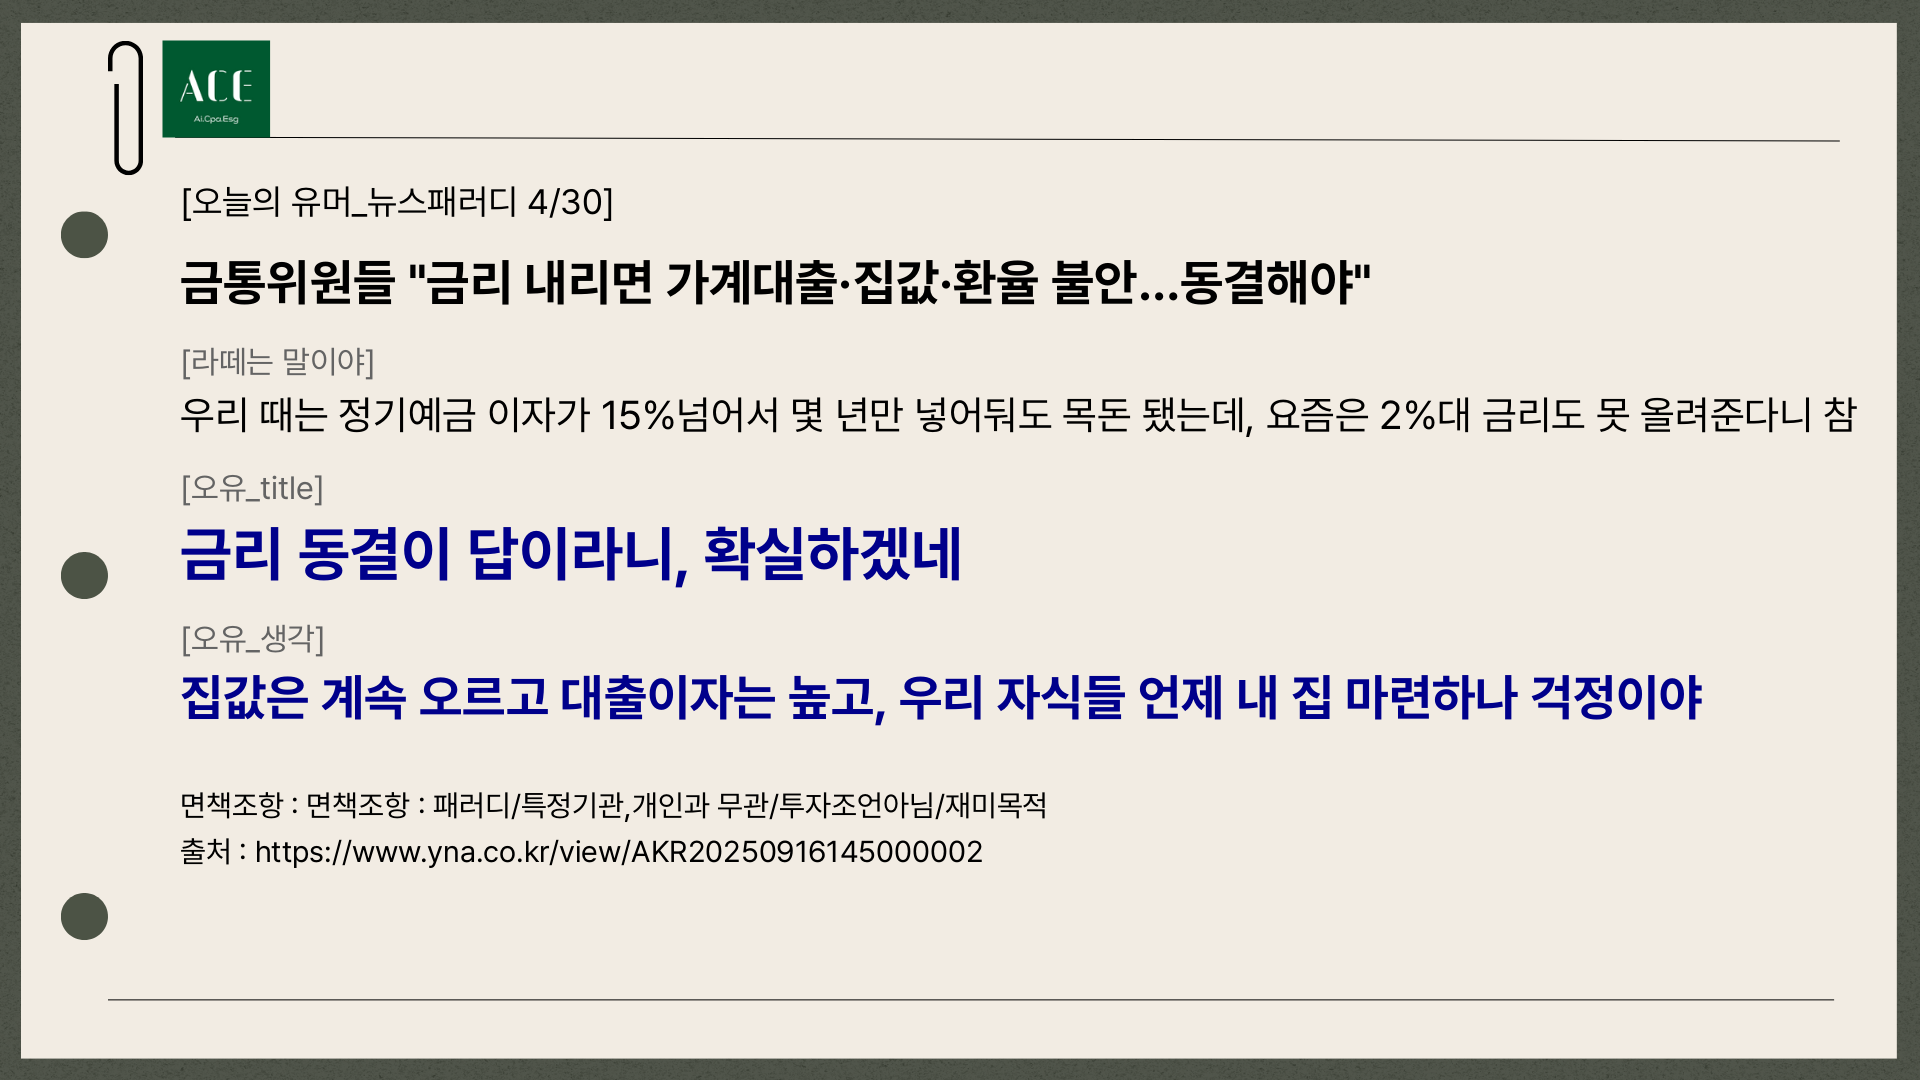 ACE
Ai.Cpa.Esg
[오늘의 유머_뉴스패러디 4/30]
금통위원들 "금리 내리면 가계대출·집값·환율 불안…동결해야"
[라떼는 말이야]
우리 때는 정기예금 이자가 15%넘어서 몇 년만 넣어둬도 목돈 됐는데, 요즘은 2%대 금리도 못 올려준다니 참
[오유_title]
금리 동결이 답이라니, 확실하겠네
[오유_생각]
집값은 계속 오르고 대출이자는 높고, 우리 자식들 언제 내 집 마련하나 걱정이야
면책조항 : 면책조항 : 패러디/특정기관,개인과 무관/투자조언아님/재미목적
출처 : https://www.yna.co.kr/view/AKR20250916145000002